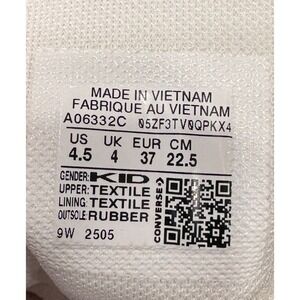 MADE IN VIETNAM
FABRIQUE AU VIETNAM
A06332C 05ZF3TV0QPKX4
US UK EUR CM
4.5 4 37 22.5
GENDER: KID
UPPER: TEXTILE
LINING: TEXTILE
OUTSOLE RUBBER
CONVERSE
9W 2505